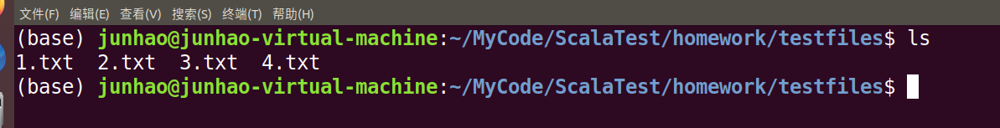 文件(F) 编辑(E) 查看(V) 搜索(S) 终端(T) 帮助(H)
(base) junhao@junhao-virtual-machine:~/MyCode/ScalaTest/homework/testfiles$ ls
1.txt  2.txt  3.txt  4.txt
(base) junhao@junhao-virtual-machine:~/MyCode/ScalaTest/homework/testfiles$